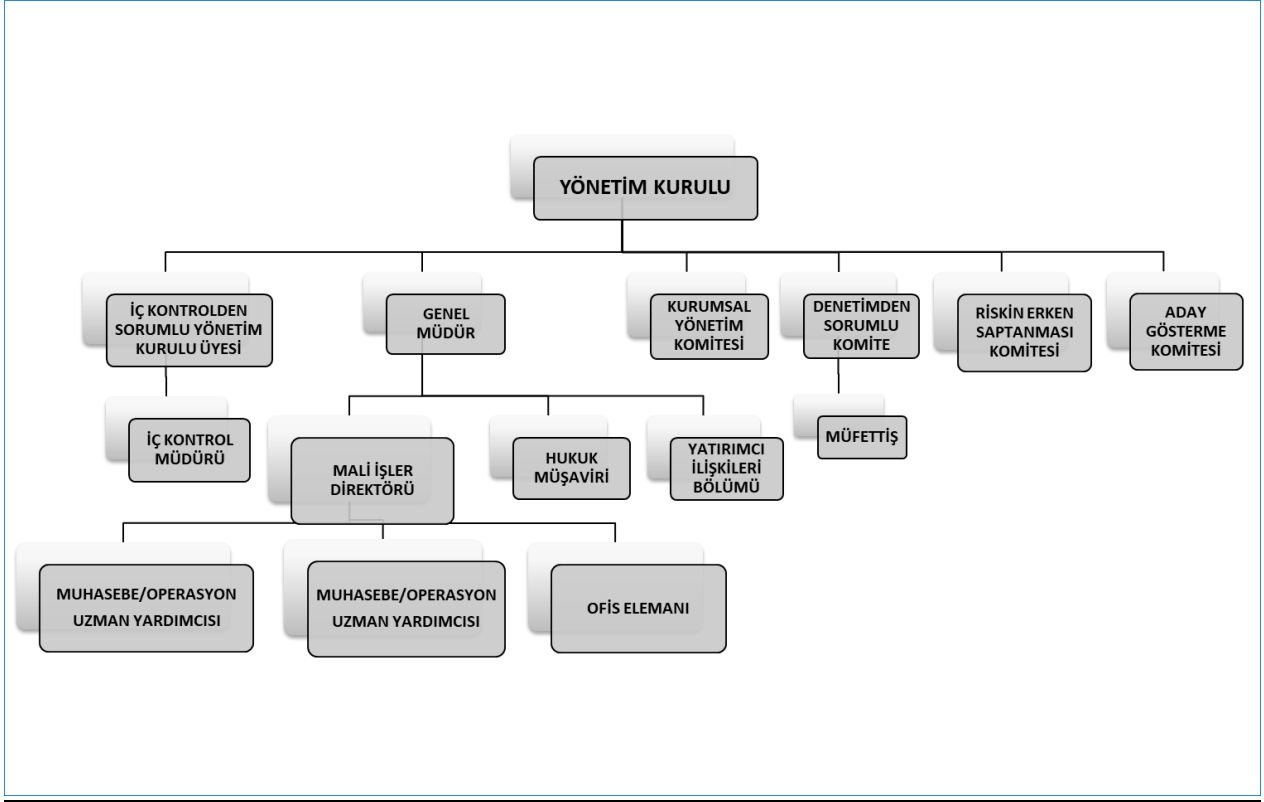 YÖNETİM KURULU
İÇ KONTROLDEN
SORUMLU YÖNETİM
KURULU ÜYESİ
GENEL
MÜDÜR
KURUMSAL
YÖNETİM
KOMİTESİ
DENETİMDEN
SORUMLU
KOMİTE
RİSKİN ERKEN
SAPTANMASI
KOMİTESİ
ADAY
GÖSTERME
KOMİTESİ
İÇ KONTROL
MÜDÜRÜ
MALİ İŞLER
DİREKTÖRÜ
HUKUK
MÜŞAVİRİ
YATIRIMCI
İLİŞKİLERİ
BÖLÜMÜ
MÜFETTİŞ
MUHASEBE/OPERASYON
UZMAN YARDIMCISI
MUHASEBE/OPERASYON
UZMAN YARDIMCISI
OFİS ELEMANI